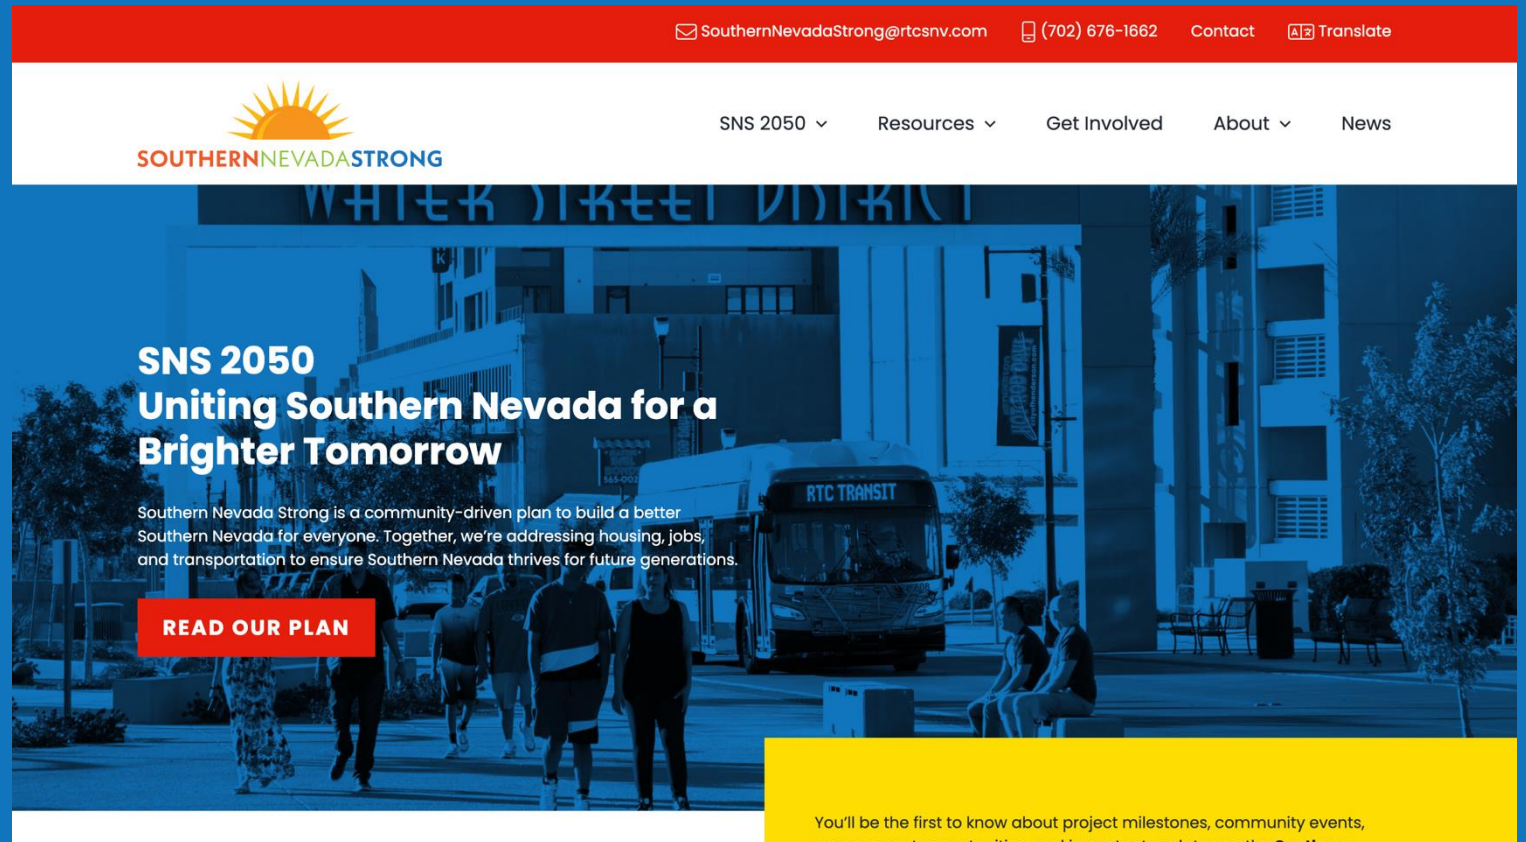 SouthernNevadaStrong@rtcsnv.com (702) 676-1662 Contact Translate
SOUTHERNNEVADASTRONG
SNS 2050 Resources Get Involved About News
WATER STREET DISTRICT
SNS 2050
Uniting Southern Nevada for a
Brighter Tomorrow
RTC TRANSIT
Southern Nevada Strong is a community-driven plan to build a better
Southern Nevada for everyone. Together, we’re addressing housing, jobs,
and transportation to ensure Southern Nevada thrives for future generations.
READ OUR PLAN
You’ll be the first to know about project milestones, community events,